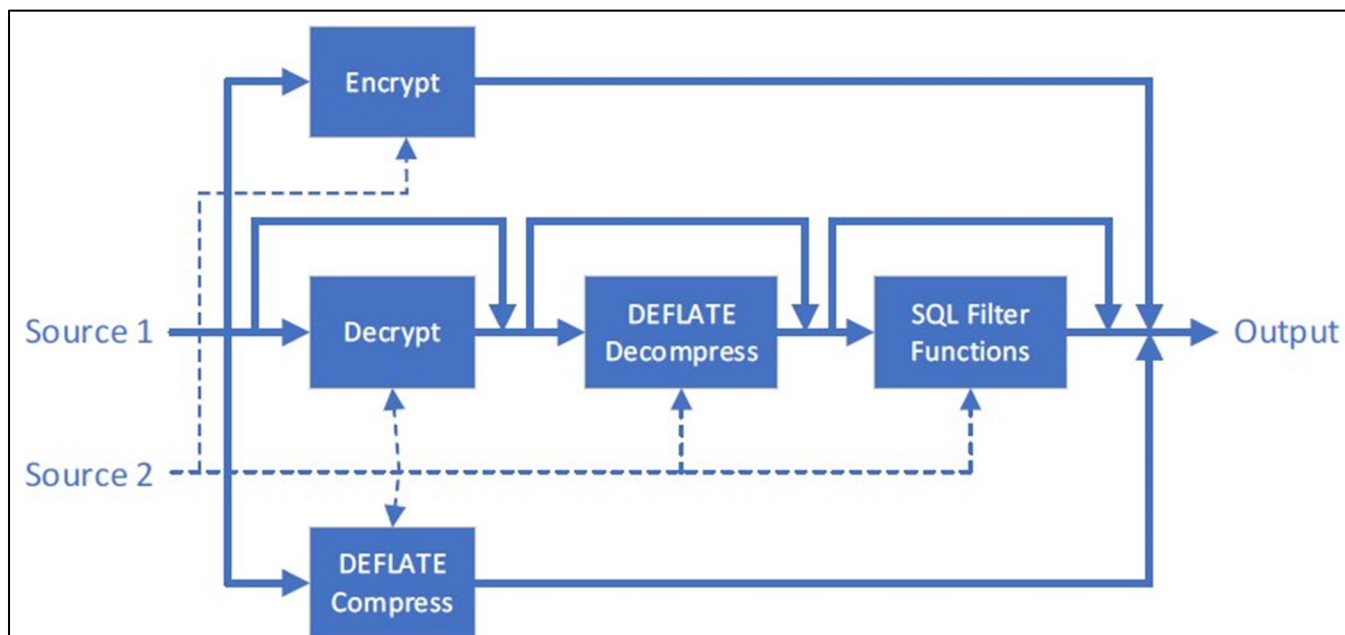 Encrypt
Source 1
Decrypt
DEFLATE
Decompress
SQL Filter
Functions
Output
Source 2
DEFLATE
Compress